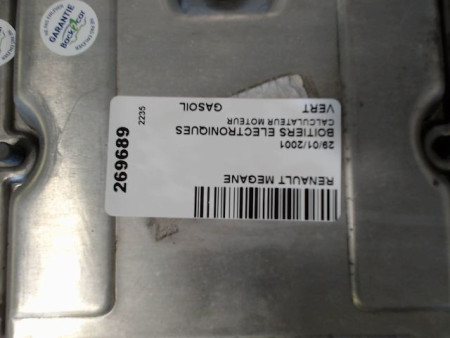 RENAULT MEGANE
29/01/2001
BOITIERS ELECTRONIQUES
CALCULATEUR MOTEUR
VERT
GASOIL
269689
2235
GARANTIE